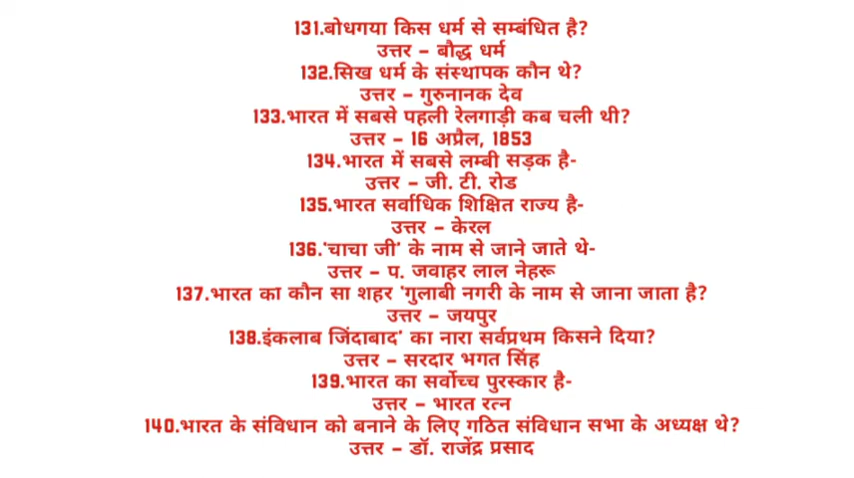 131.बोधगया किस धर्म से सम्बंधित है?
उत्तर – बौद्ध धर्म
132.सिख धर्म के संस्थापक कौन थे?
उत्तर – गुरुनानक देव
133.भारत में सबसे पहली रेलगाड़ी कब चली थी?
उत्तर – 16 अप्रैल, 1853
134.भारत में सबसे लम्बी सड़क है-
उत्तर – जी. टी. रोड
135.भारत सर्वाधिक शिक्षित राज्य है-
उत्तर – केरल
136.'चाचा जी' के नाम से जाने जाते थे-
उत्तर – प. जवाहर लाल नेहरू
137.भारत का कौन सा शहर 'गुलाबी नगरी के नाम से जाना जाता है?
उत्तर – जयपुर
138.इंकलाब जिंदाबाद' का नारा सर्वप्रथम किसने दिया?
उत्तर – सरदार भगत सिंह
139.भारत का सर्वोच्च पुरस्कार है-
उत्तर – भारत रत्न
140.भारत के संविधान को बनाने के लिए गठित संविधान सभा के अध्यक्ष थे?
उत्तर – डॉ. राजेंद्र प्रसाद